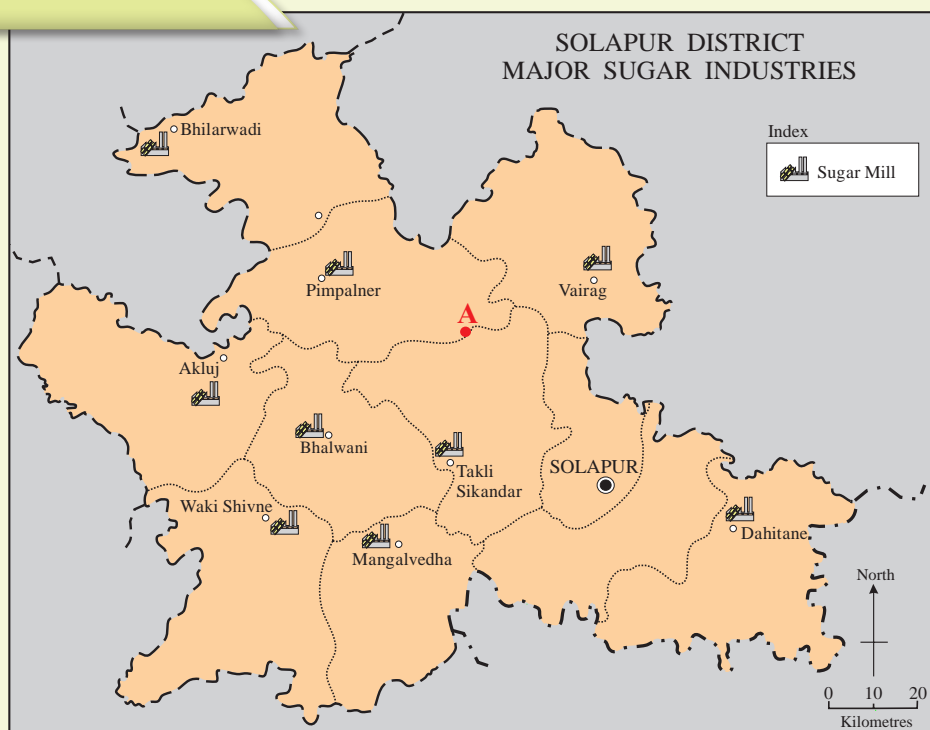 SOLAPUR DISTRICT
MAJOR SUGAR INDUSTRIES
Index
Sugar Mill
Bhilarwadi
Pimpalner
Vairag
A
Akluj
Bhalwani
Takli
Sikandar
SOLAPUR
Waki Shivne
Mangalvedha
Dahitane
North
0 10 20
Kilometres